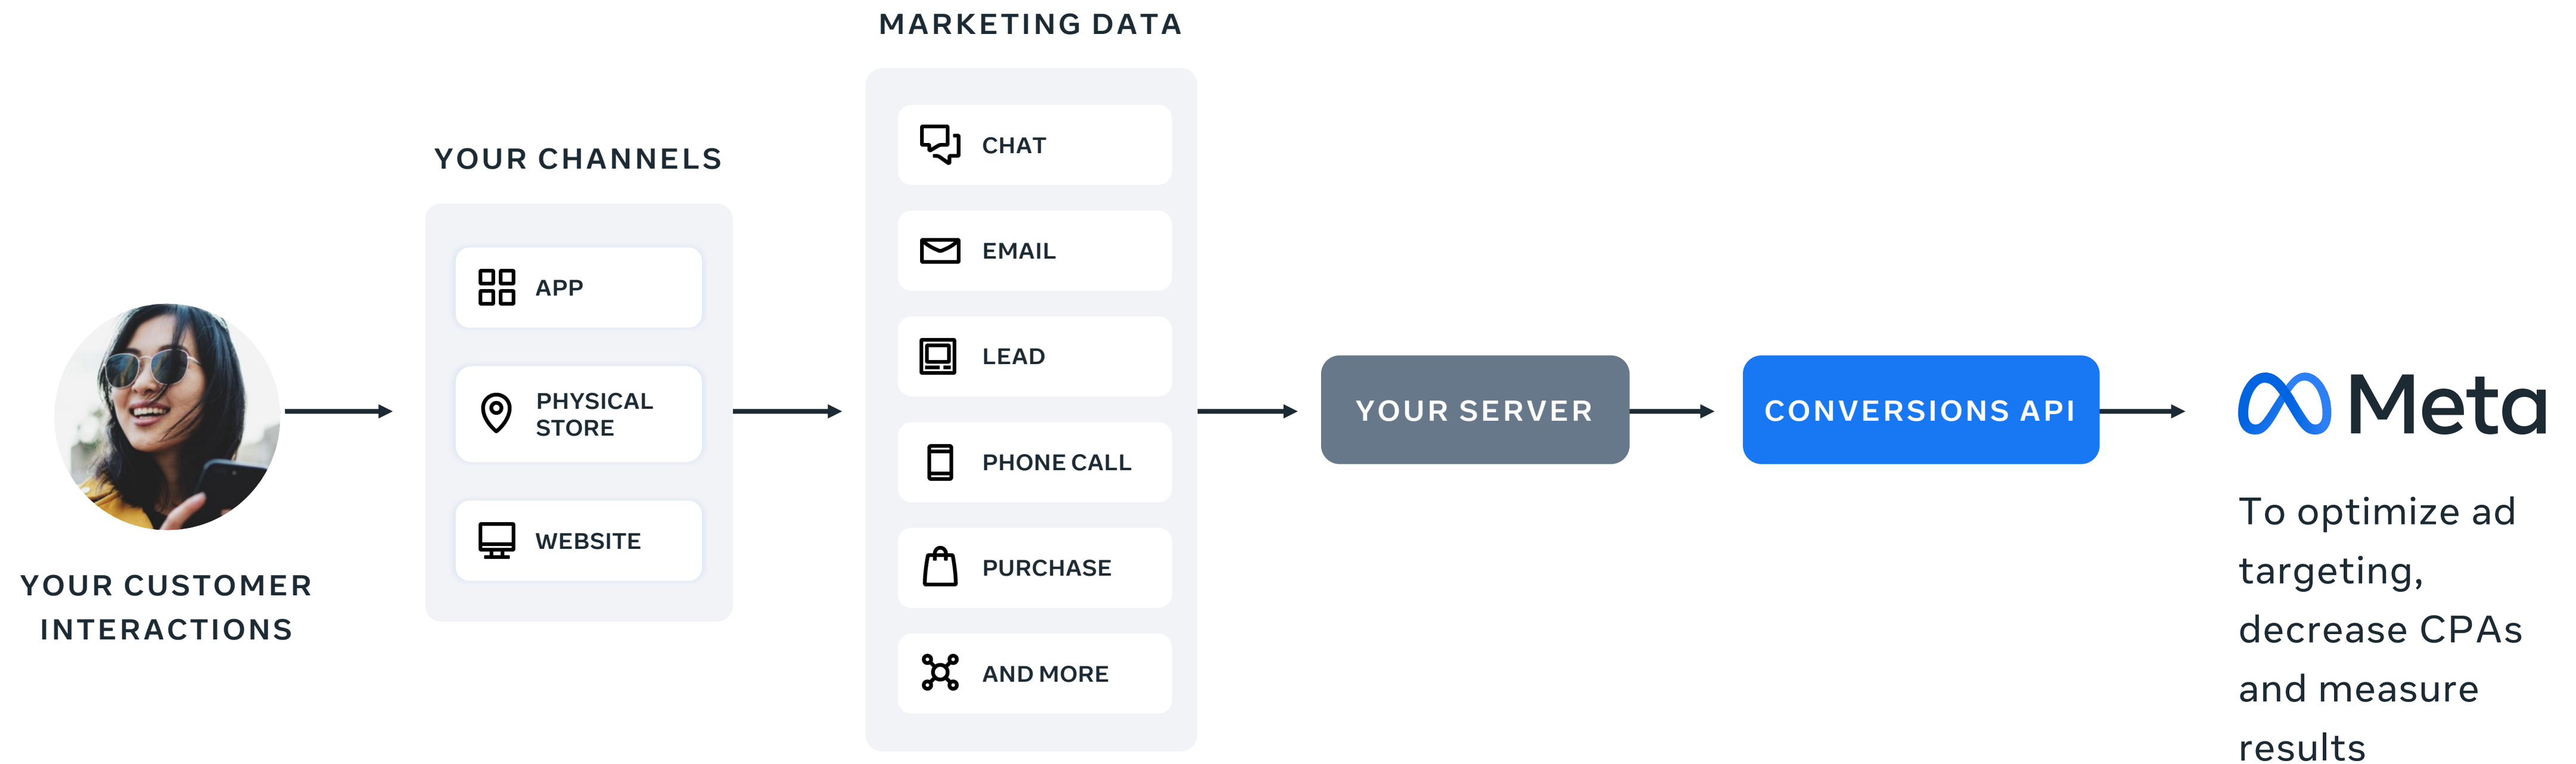 YOUR CUSTOMER
INTERACTIONS
YOUR CHANNELS
APP
PHYSICAL
STORE
WEBSITE
MARKETING DATA
CHAT
EMAIL
LEAD
PHONE CALL
PURCHASE
AND MORE
YOUR SERVER
CONVERSIONS API
Meta
To optimize ad
targeting,
decrease CPAs
and measure
results